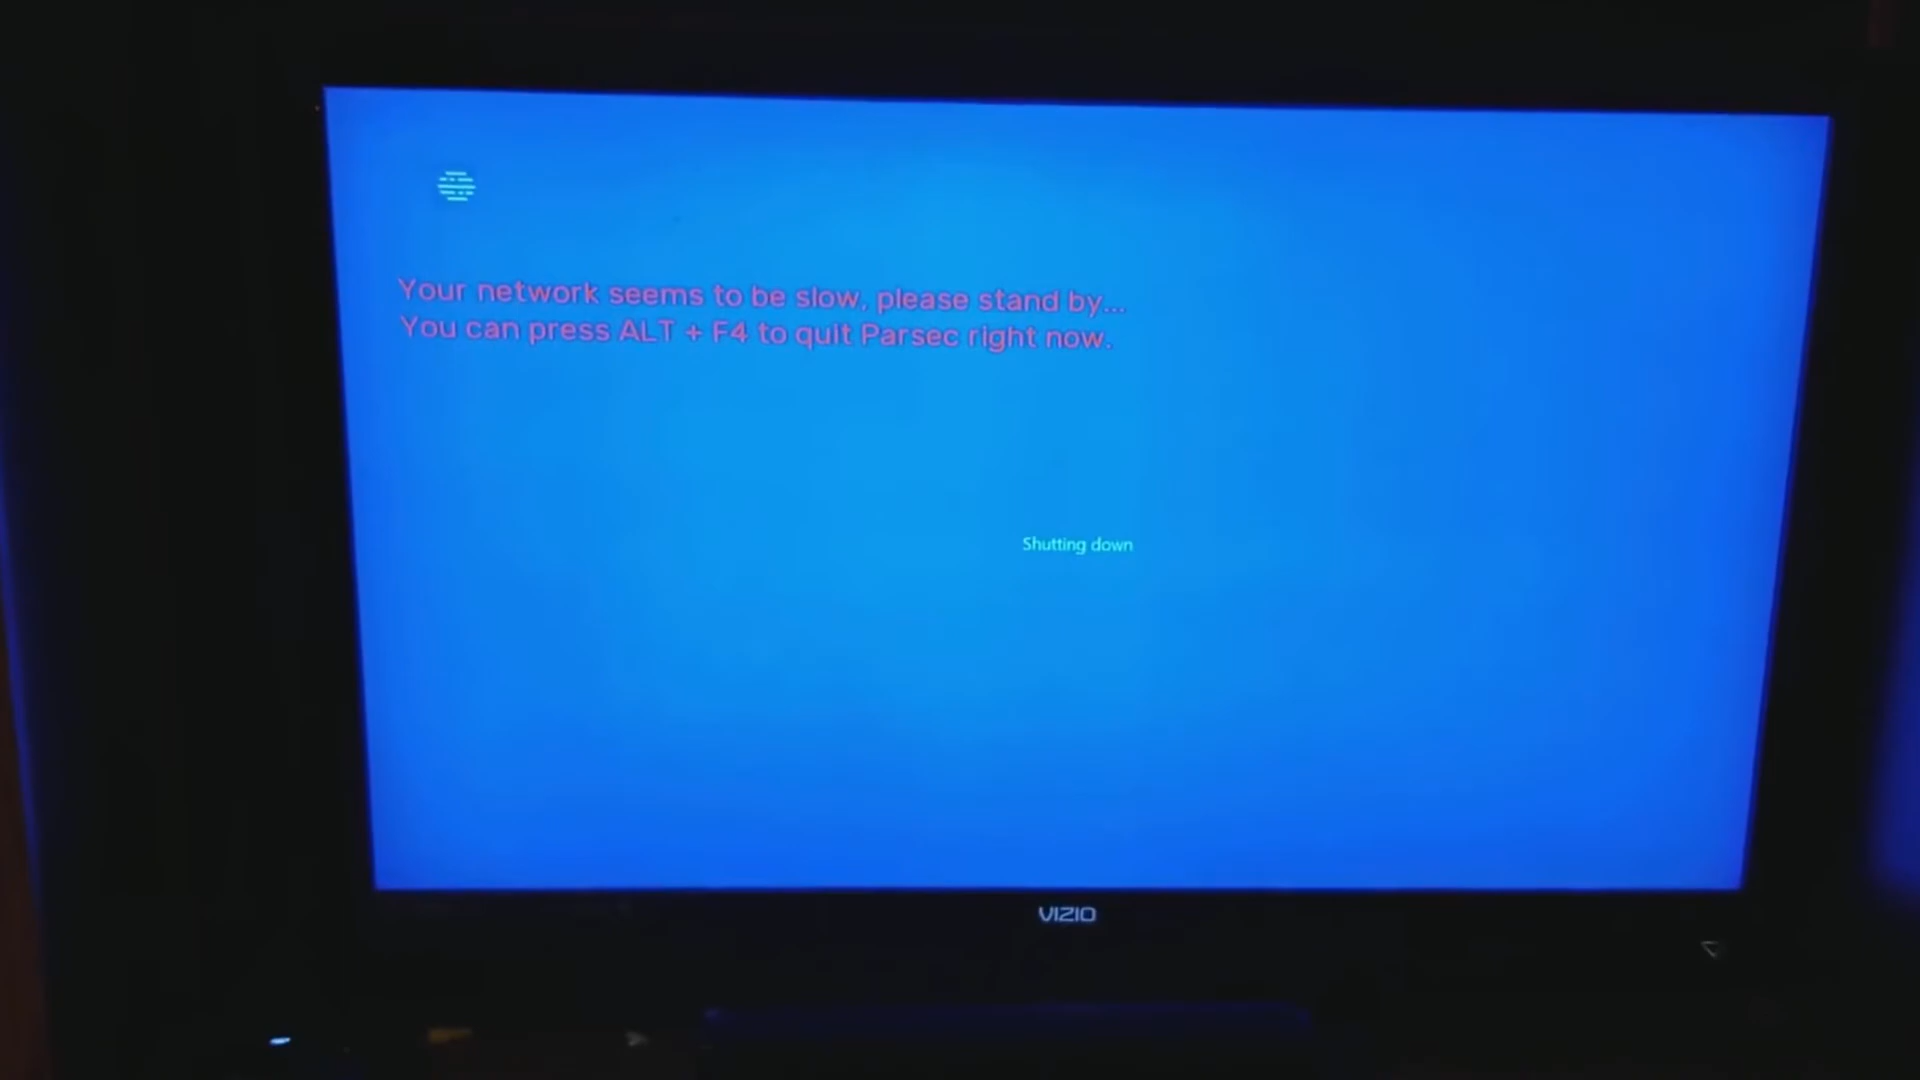 Your network seems to be slow, please stand by...
You can press ALT + F4 to quit Parsec right now.
Shutting down
VIZIO